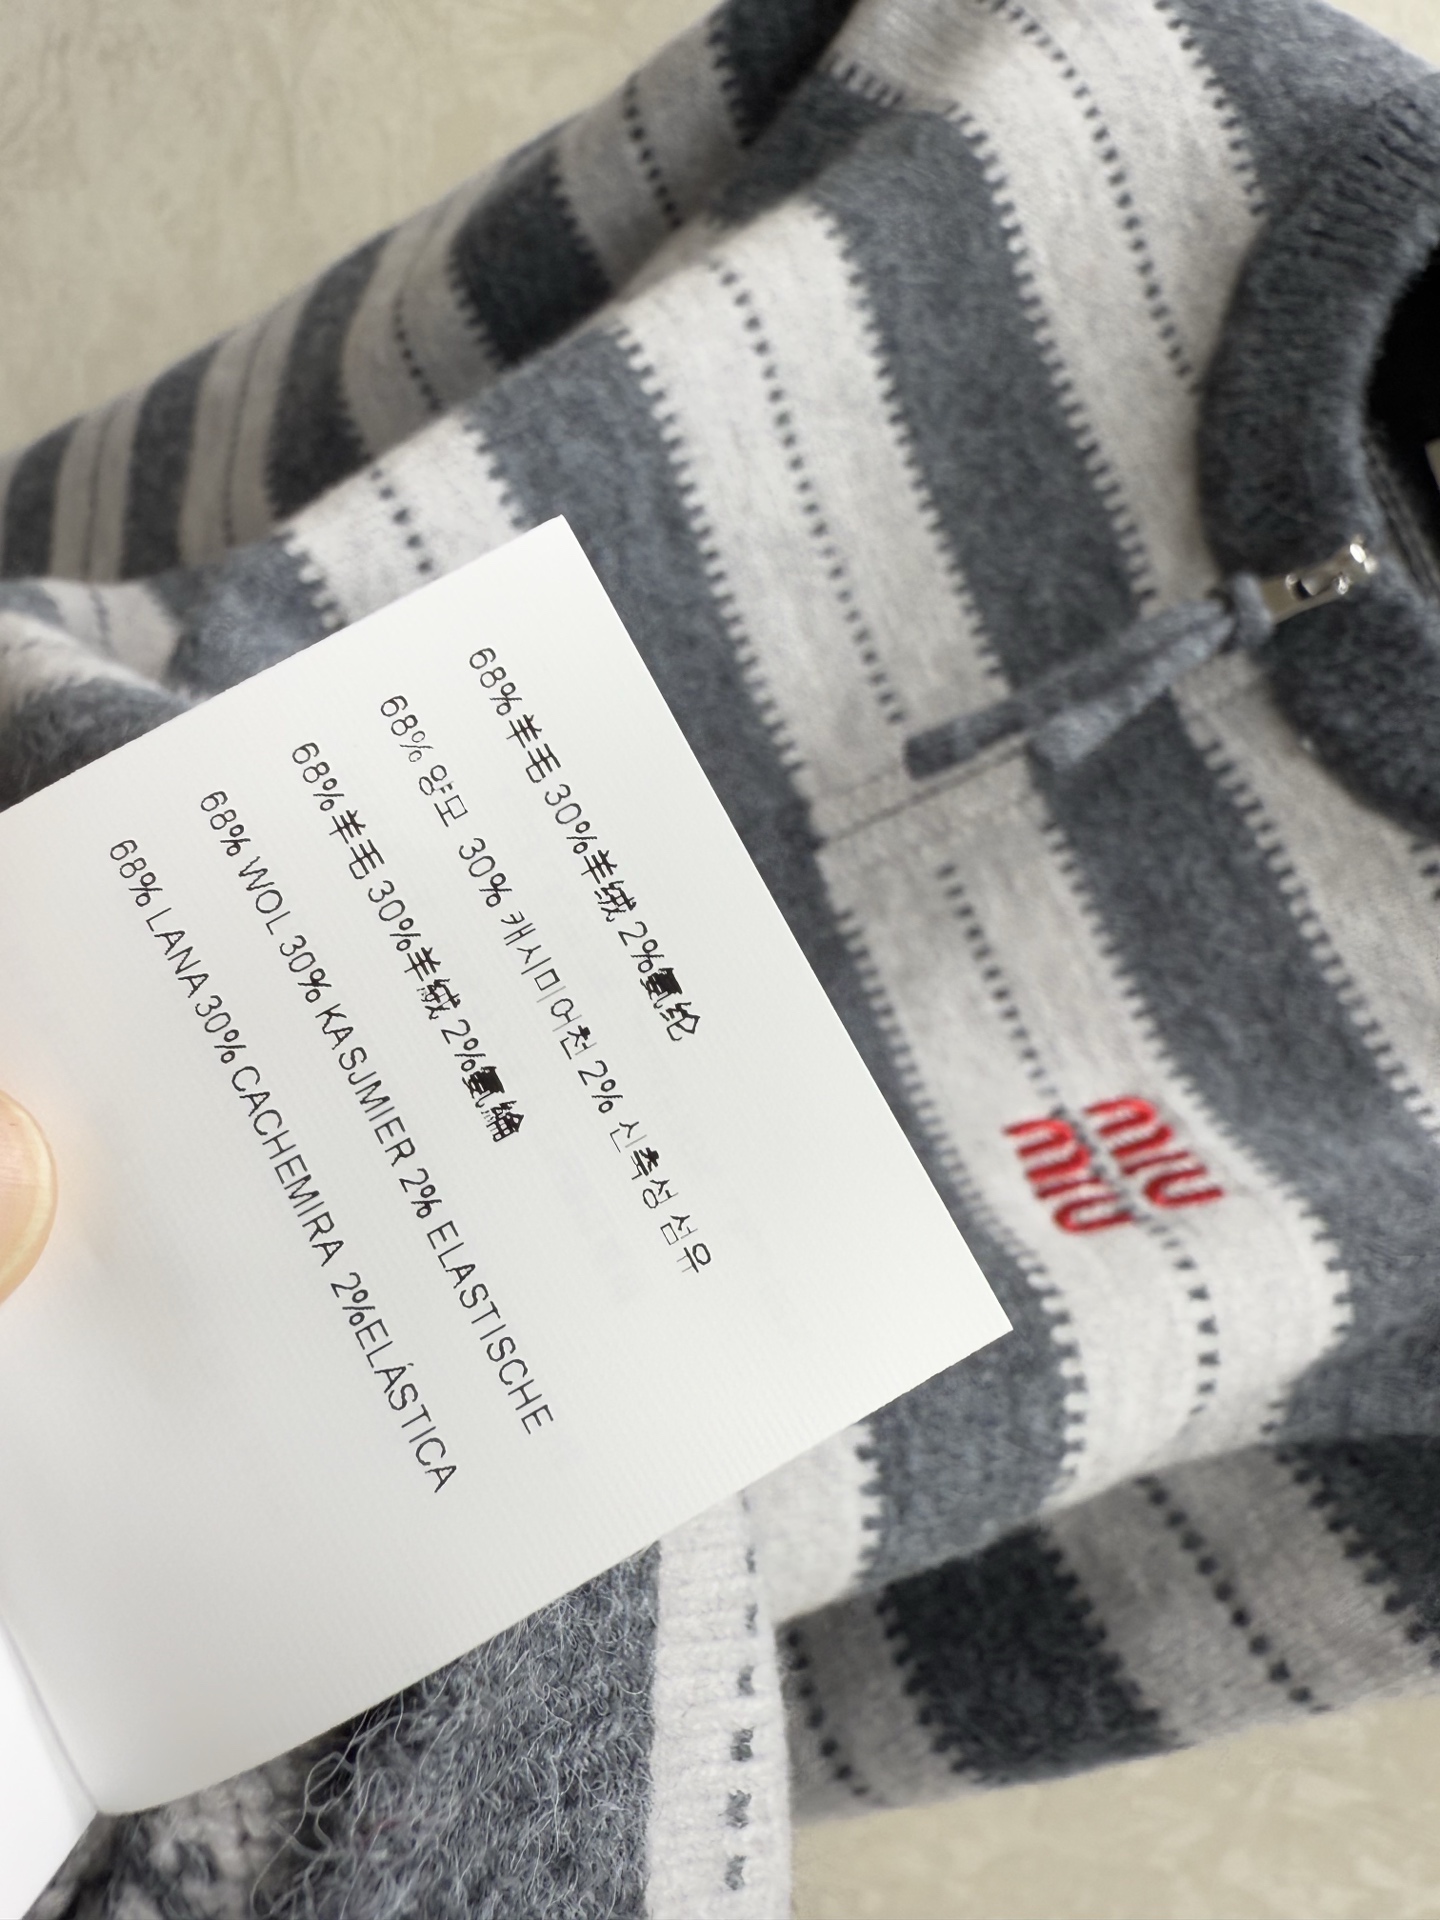 68%羊毛 30%羊绒 2%氨纶
68% 양모 30% 캐시미어천 2% 신축성 섬유
68%羊毛 30%羊绒 2%氨綸
68% WOL 30% KASJMIER 2% ELASTISCHE
68% LANA 30% CACHEMIRA 2%ELÁSTICA
miu
miu